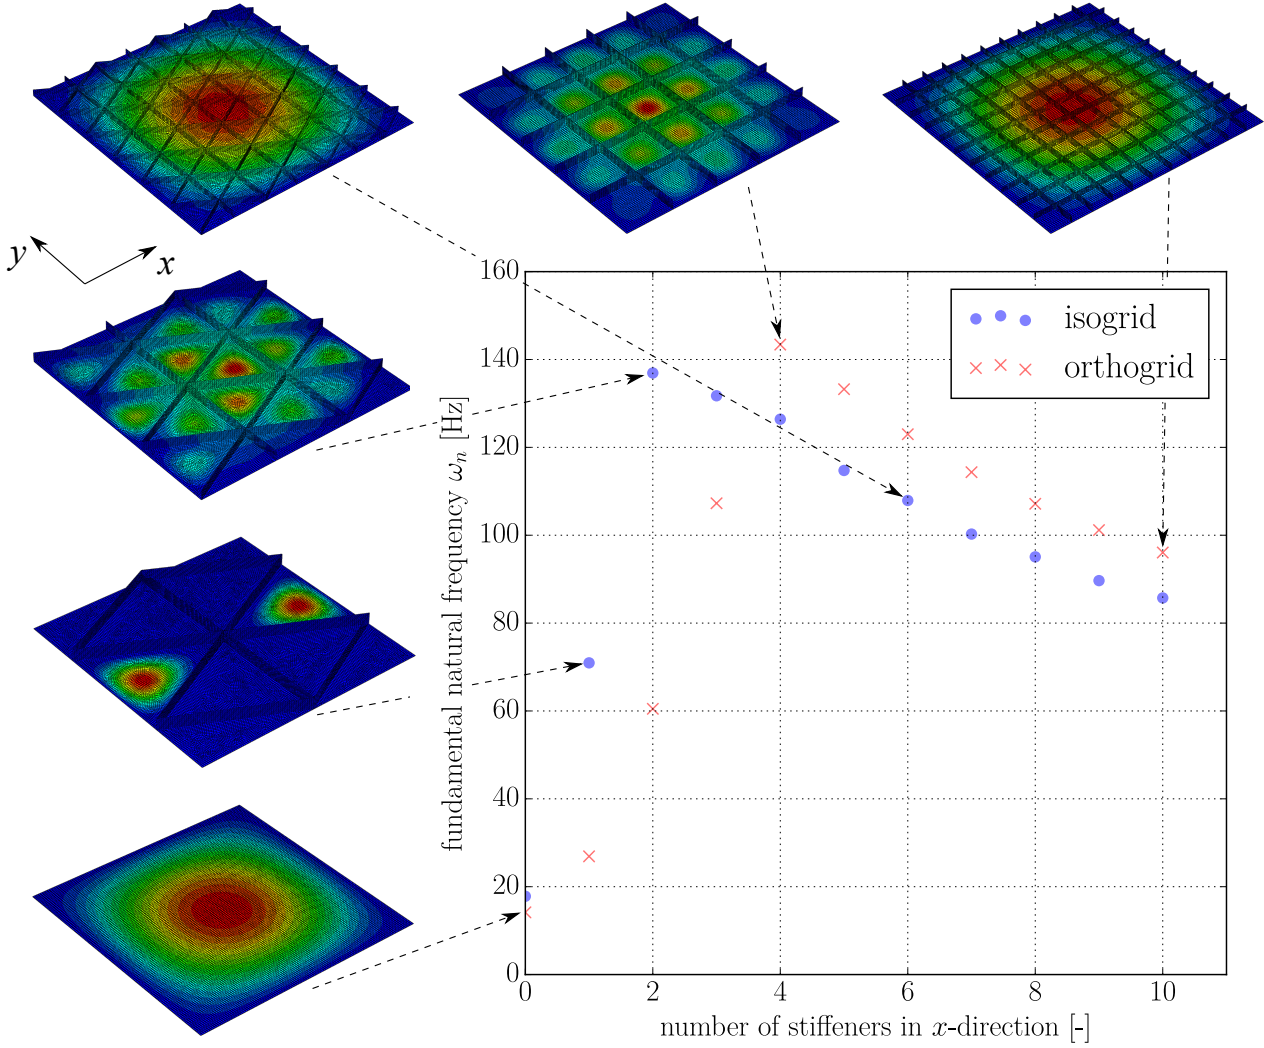 y
x
160
140
120
100
80
60
40
20
0
fundamental natural frequency ωₙ [Hz]
isogrid
orthogrid
0 2 4 6 8 10
number of stiffeners in x-direction [-]